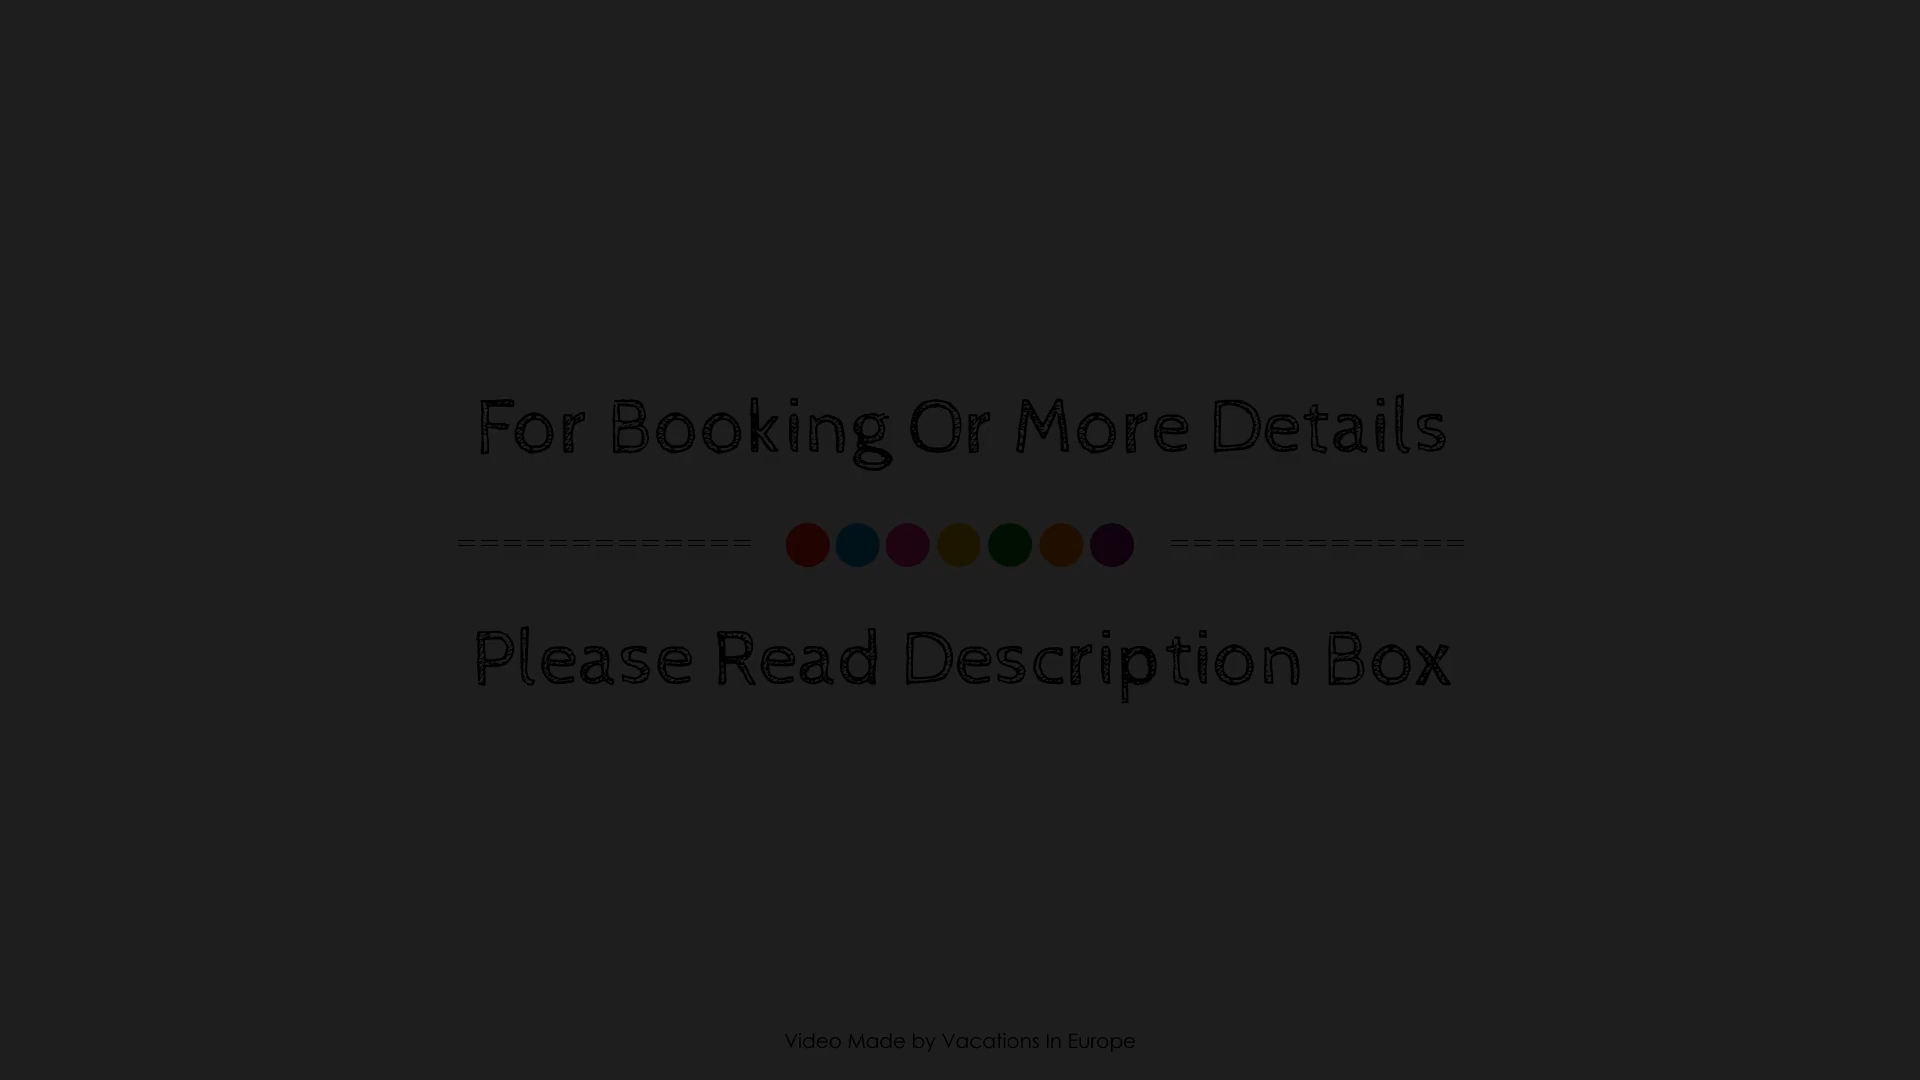 For Booking Or More Details
============= =============
Please Read Description Box
Video Made by Vacations In Europe